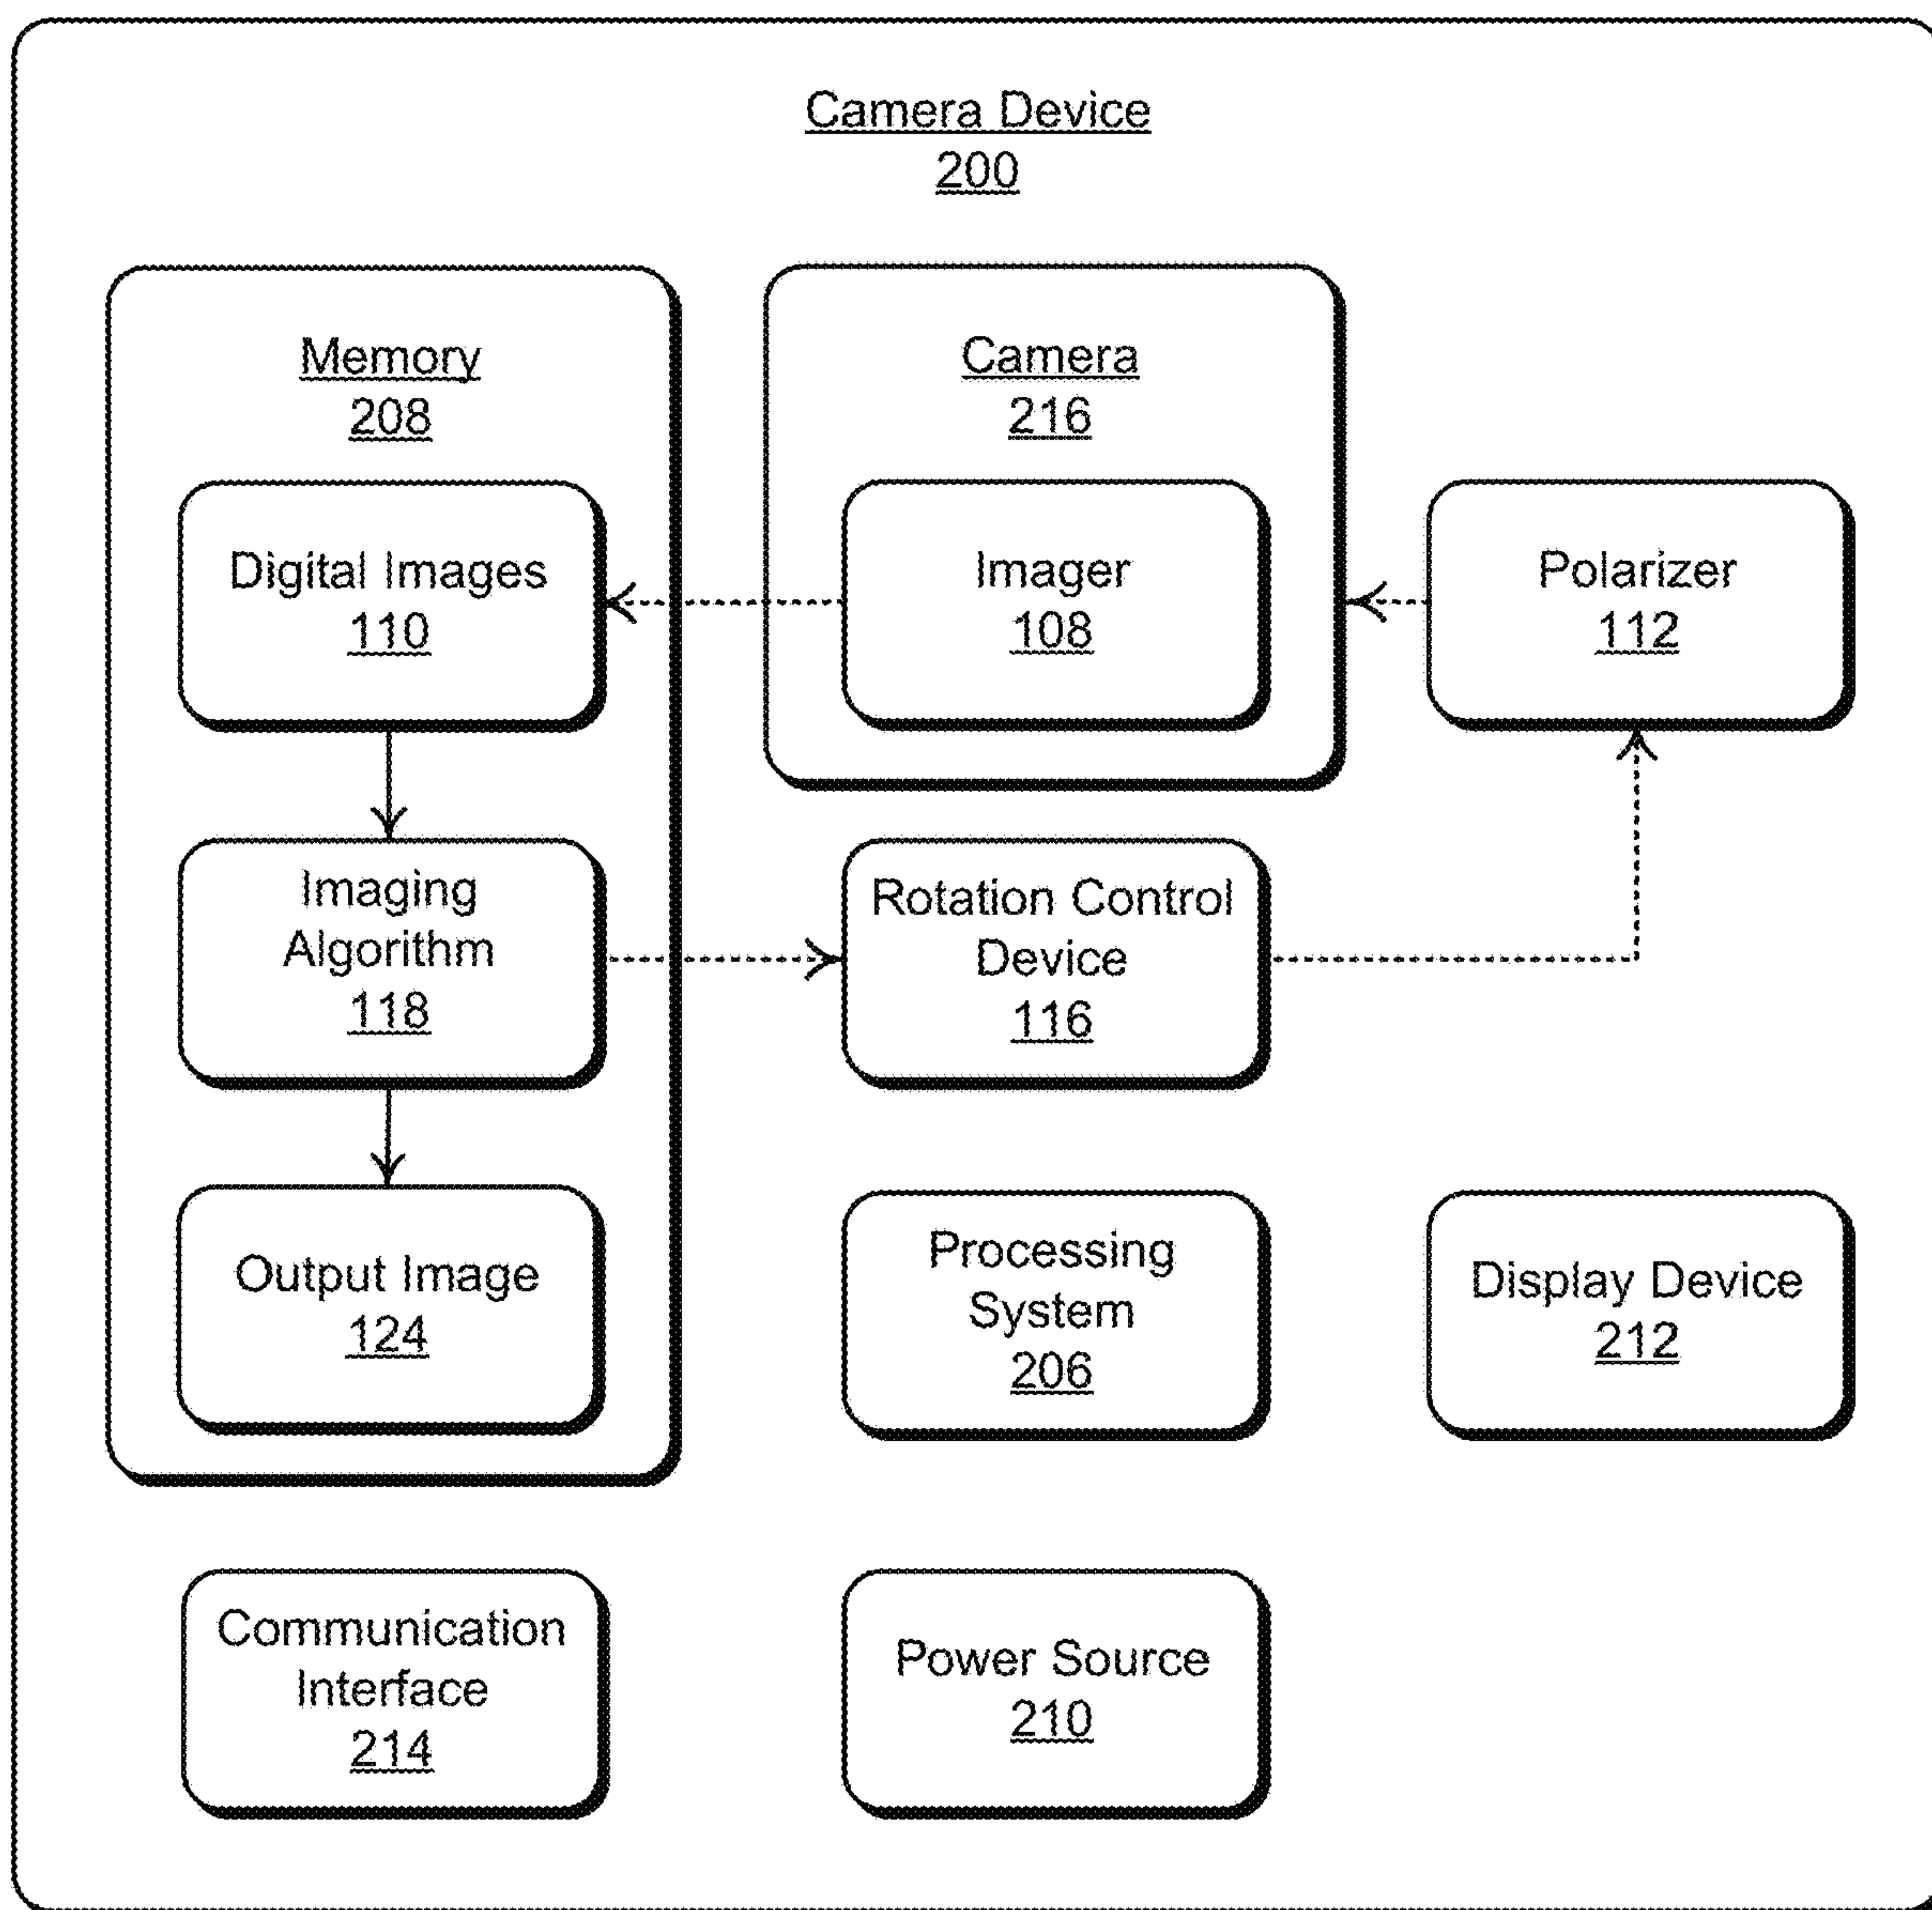 Camera Device
200
Memory
208
Camera
216
Digital Images
110
Imager
108
Polarizer
112
Imaging
Algorithm
118
Rotation Control
Device
116
Output Image
124
Processing
System
206
Display Device
212
Communication
Interface
214
Power Source
210